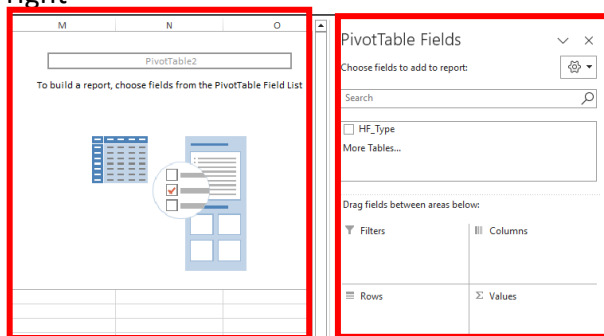 right
M N O
PivotTable2
To build a report, choose fields from the PivotTable Field List
PivotTable Fields
Choose fields to add to report:
Search
HF_Type
More Tables...
Drag fields between areas below:
Filters
Columns
Rows
Σ Values